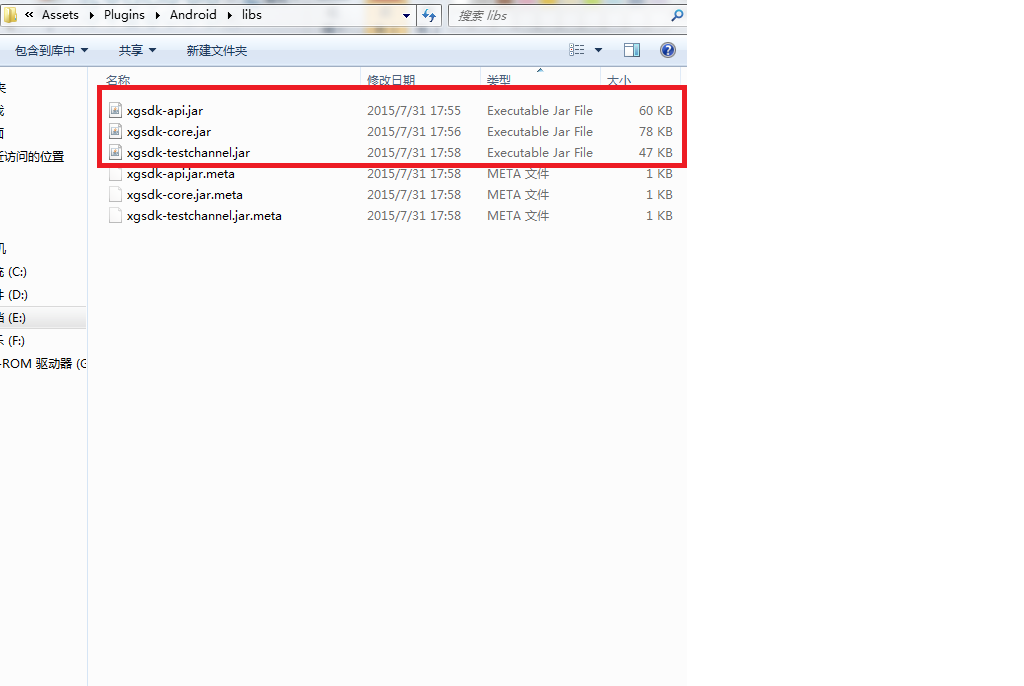 « Assets Plugins Android libs 搜索 libs
包含到库中 共享 新建文件夹
名称 修改日期 类型 大小
xgsdk-api.jar 2015/7/31 17:55 Executable Jar File 60 KB
xgsdk-core.jar 2015/7/31 17:56 Executable Jar File 78 KB
xgsdk-testchannel.jar 2015/7/31 17:58 Executable Jar File 47 KB
xgsdk-api.jar.meta 2015/7/31 17:58 META 文件 1 KB
xgsdk-core.jar.meta 2015/7/31 17:58 META 文件 1 KB
xgsdk-testchannel.jar.meta 2015/7/31 17:58 META 文件 1 KB
夹
面
访问的位置
机
(C:)
(D:)
(E:)
(F:)
-ROM 驱动器 (G